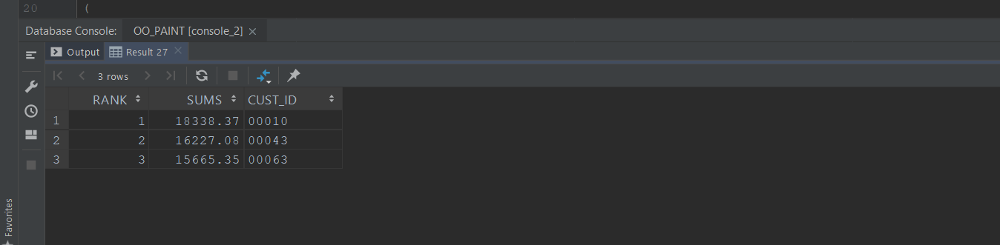 20 (
Database Console: OO_PAINT [console_2]
Output Result 27
3 rows
RANK SUMS CUST_ID
1 1 18338.37 00010
2 2 16227.08 00043
3 3 15665.35 00063
Favorites